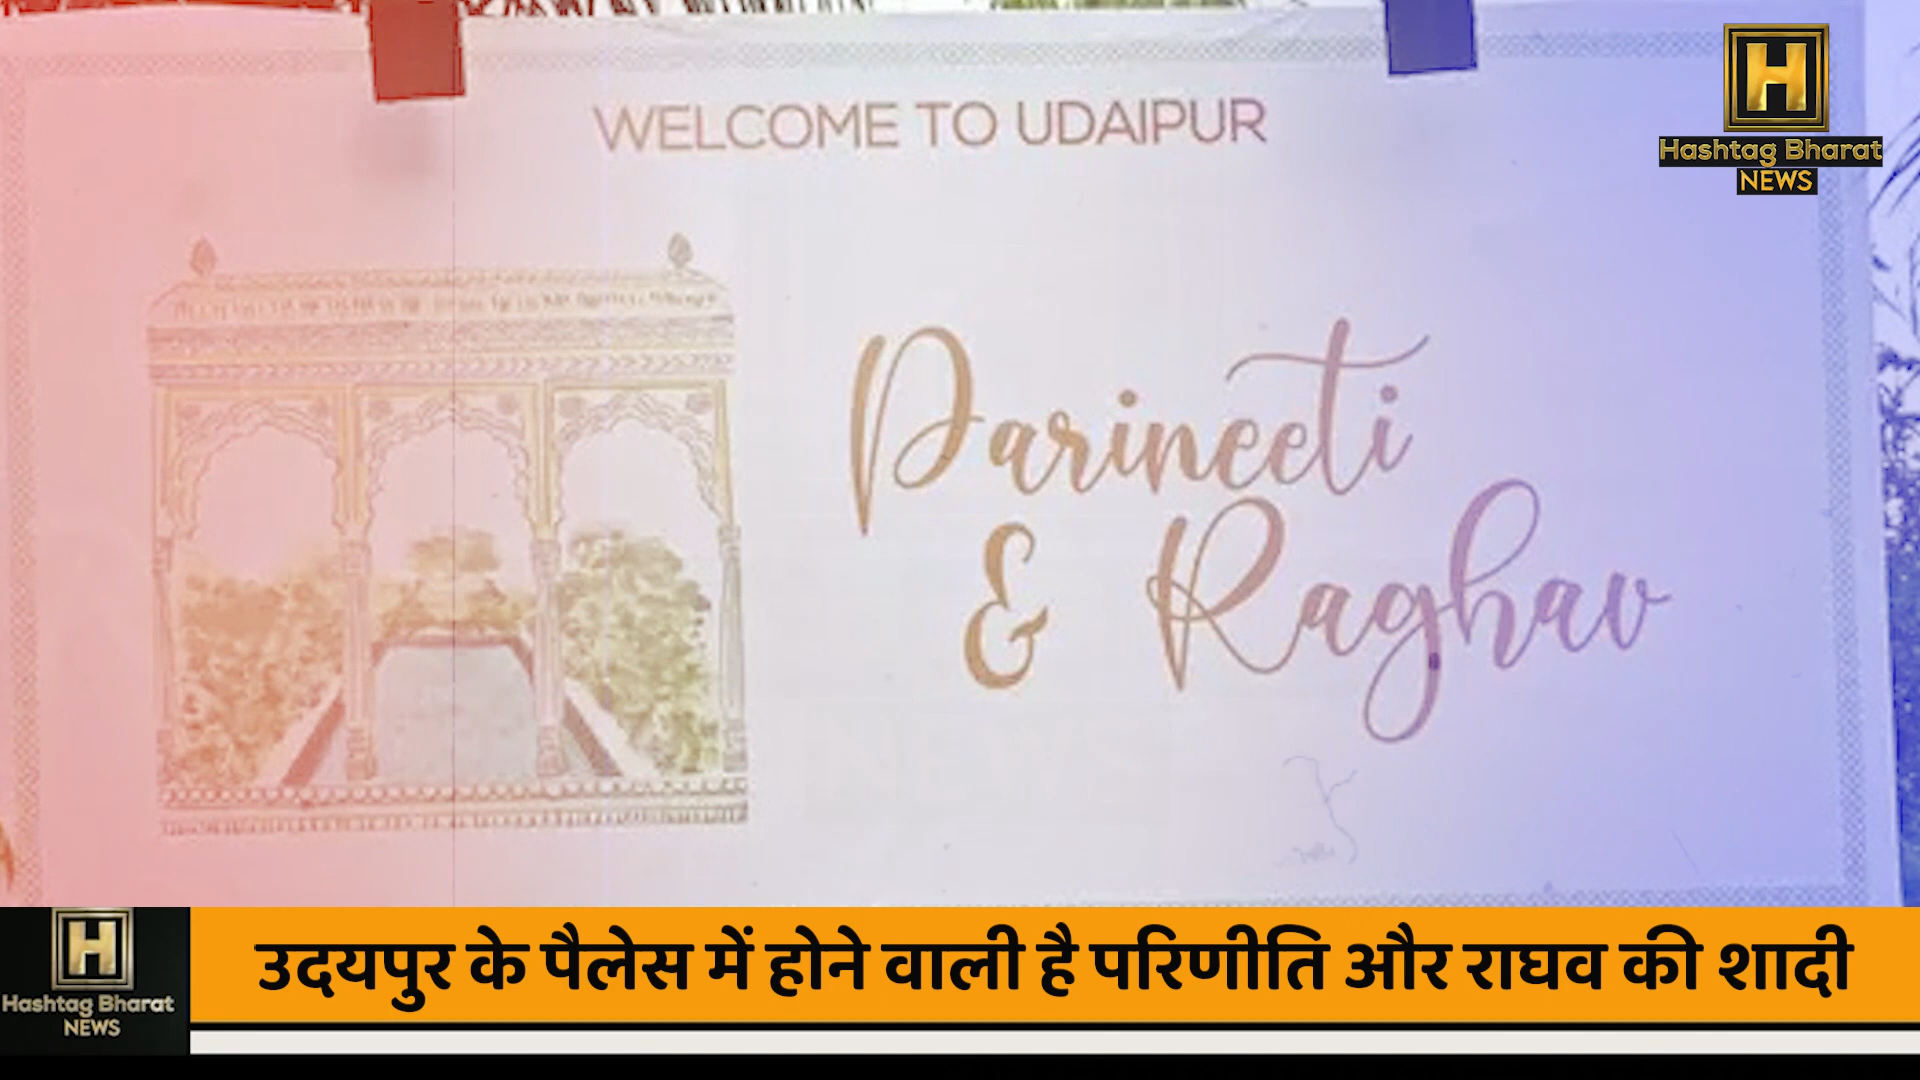 WELCOME TO UDAIPUR
H
Hashtag Bharat
NEWS
Parineeti
& Raghav
H
Hashtag Bharat
NEWS
उदयपुर के पैलेस में होने वाली है परिणीति और राघव की शादी